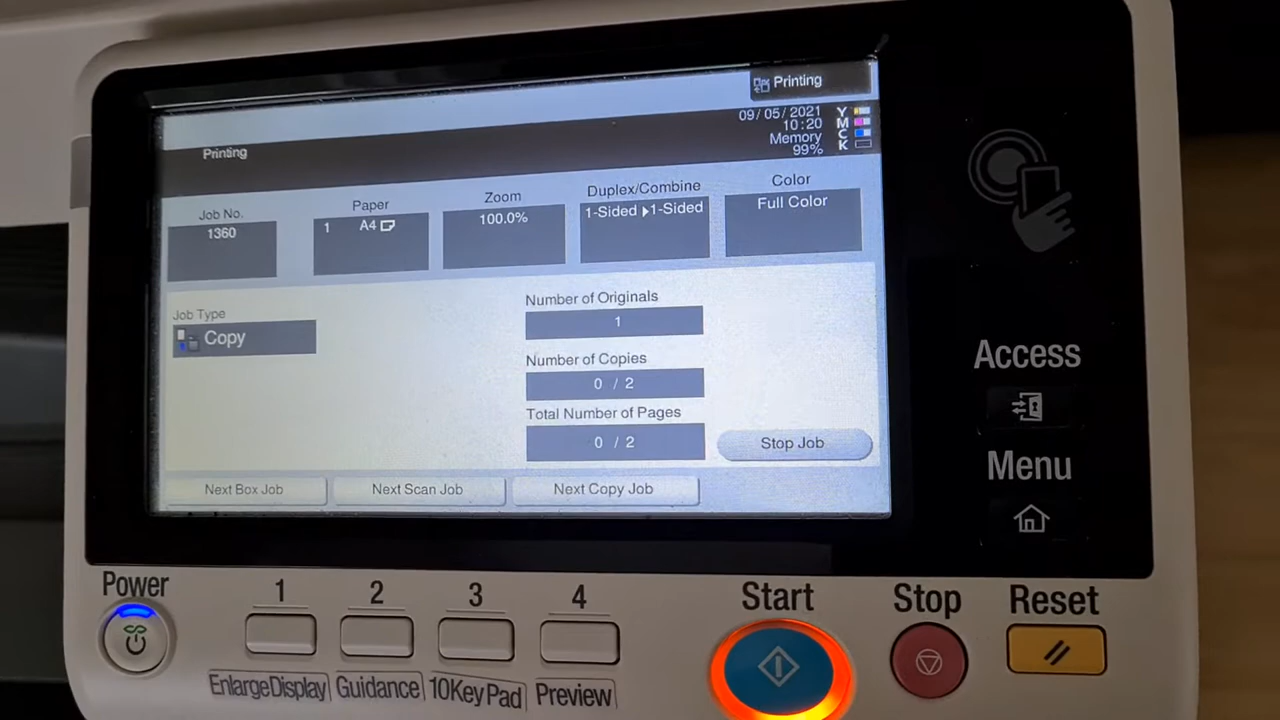 Printing
09/05/2021
10:20
Memory
99%
Y
M
C
K
Printing
Job No.
1360
Paper
1 A4
Zoom
100.0%
Duplex/Combine
1-Sided ▶1-Sided
Color
Full Color
Job Type
Copy
Number of Originals
1
Number of Copies
0 / 2
Total Number of Pages
0 / 2
Stop Job
Next Box Job
Next Scan Job
Next Copy Job
Access
Menu
Power
1
2
3
4
Start
Stop
Reset
Enlarge Display
Guidance
10 Key Pad
Preview